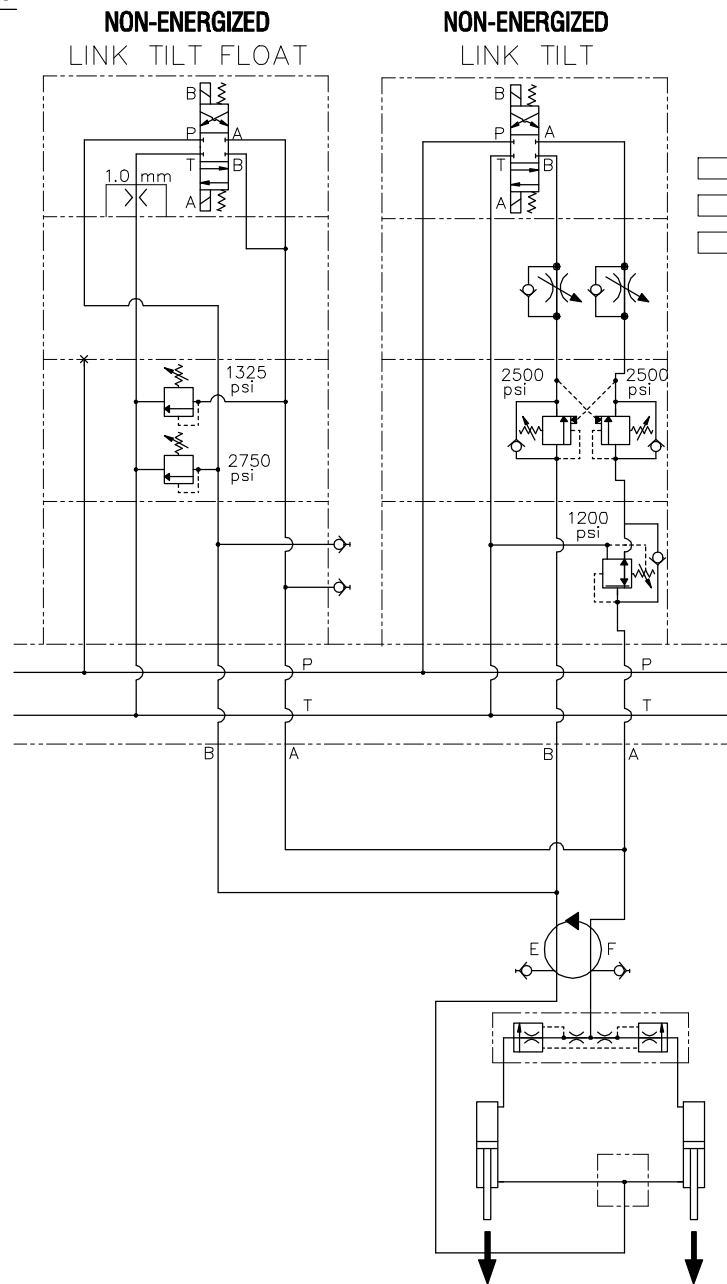 NON-ENERGIZED
LINK TILT FLOAT
B
P A
T B
1.0 mm
A
1325
psi
2750
psi
NON-ENERGIZED
LINK TILT
B
P A
T B
A
2500
psi
2500
psi
1200
psi
P
T
P
T
B A
B A
E F